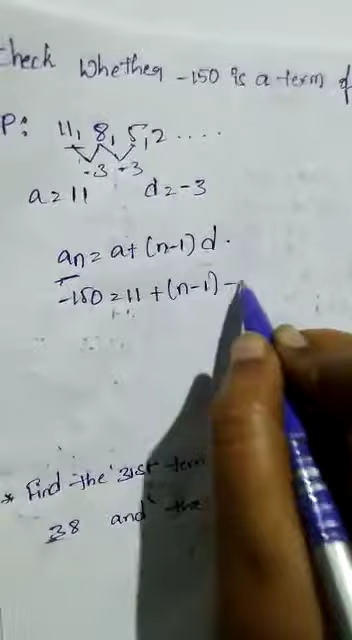 Check Whether -150 is a term of
P: 11, 8, 5, 2 ....
-3 -3
a = 11 d = -3
an = a + (n-1) d.
-150 = 11 + (n-1) -
* Find the 31st term
38 and the